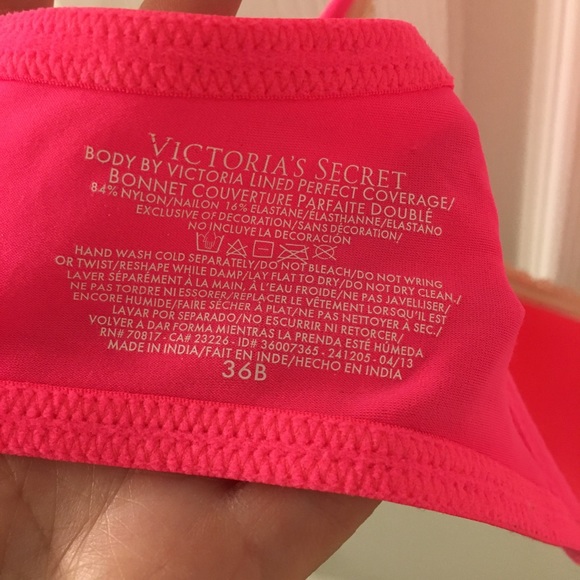 VICTORIA'S SECRET
BODY BY VICTORIA LINED PERFECT COVERAGE/
BONNET COUVERTURE PARFAITE DOUBLÉ
84% NYLON/NAILON 16% ELASTANE/ÉLASTHANNE/ELASTANO
EXCLUSIVE OF DECORATION/SANS DÉCORATION/
NO INCLUYE LA DECORACIÓN
HAND WASH COLD SEPARATELY/DO NOT BLEACH/DO NOT WRING
OR TWIST/RESHAPE WHILE DAMP/LAY FLAT TO DRY/DO NOT DRY CLEAN./
LAVER SÉPARÉMENT À LA MAIN, À L'EAU FROIDE/NE PAS JAVELLISER/
NE PAS TORDRE NI ESSORER/REPLACER LE VÊTEMENT LORSQU'IL EST
ENCORE HUMIDE/FAIRE SÉCHER À PLAT/NE PAS NETTOYER À SEC./
LAVAR POR SEPARADO/NO ESCURRIR NI RETORCER/
VOLVER A DAR FORMA MIENTRAS LA PRENDA ESTÉ HÚMEDA
RN# 70817 - CA# 23226 - ID# 36007365 - 241205 - 04/13
MADE IN INDIA/FAIT EN INDE/HECHO EN INDIA
36B